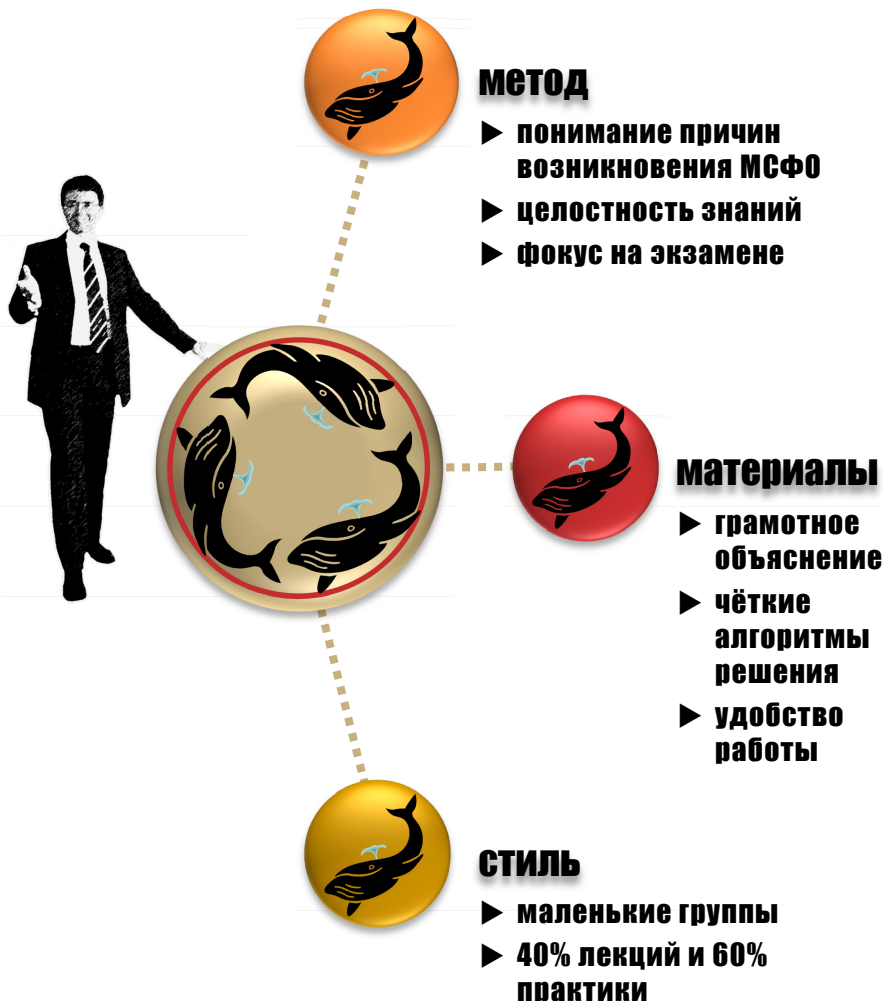 метод
▶ понимание причин
возникновения МСФО
▶ целостность знаний
▶ фокус на экзамене
материалы
▶ грамотное
объяснение
▶ чёткие
алгоритмы
решения
▶ удобство
работы
стиль
▶ маленькие группы
▶ 40% лекций и 60%
практики